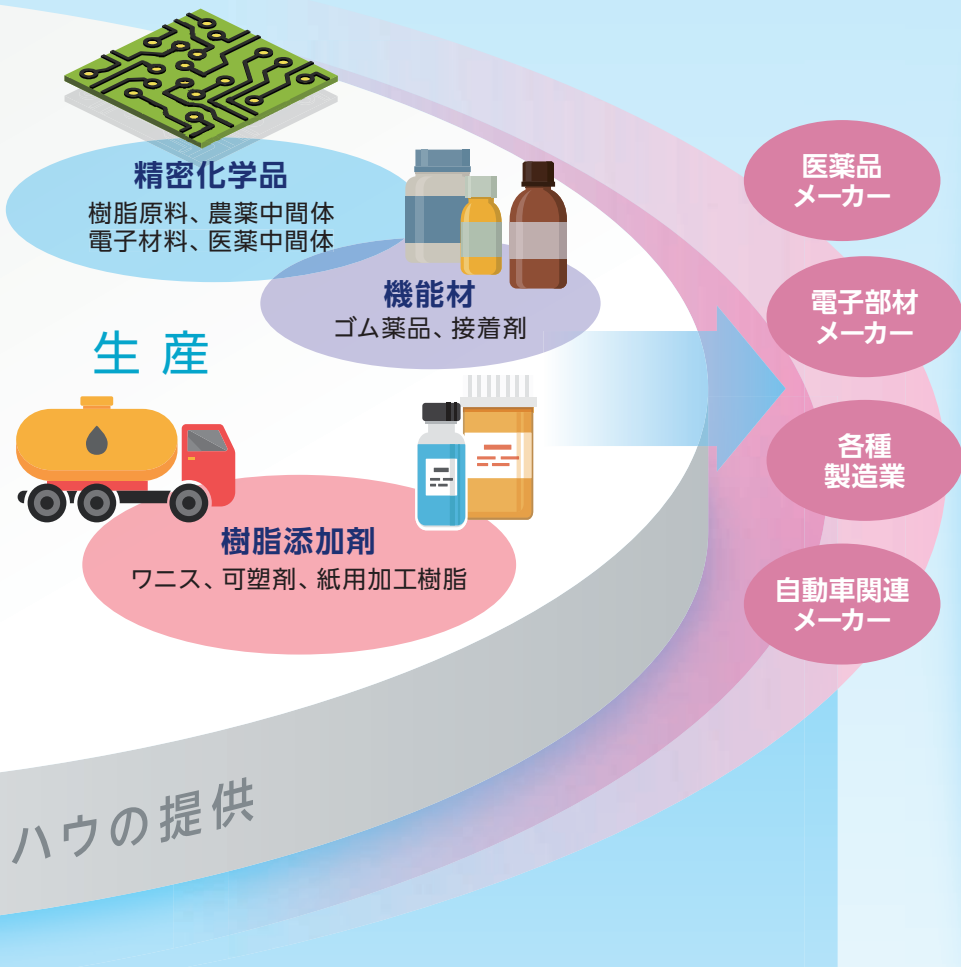 精密化学品
樹脂原料、農薬中間体
電子材料、医薬中間体
機能材
ゴム薬品、接着剤
生産
樹脂添加剤
ワニス、可塑剤、紙用加工樹脂
ハウの提供
医薬品
メーカー
電子部材
メーカー
各種
製造業
自動車関連
メーカー